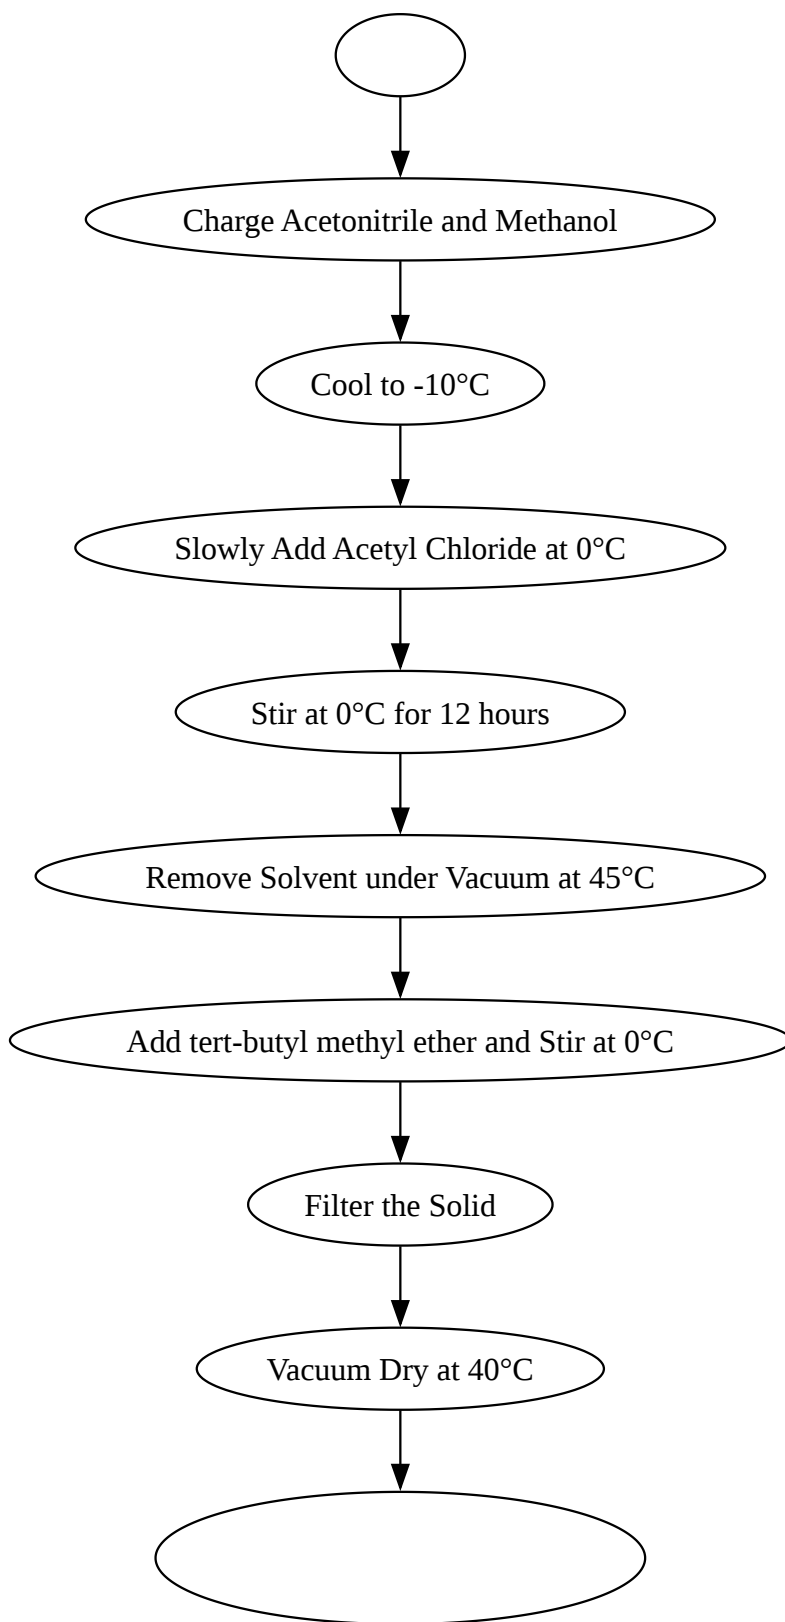 Charge Acetonitrile and Methanol
Cool to -10°C
Slowly Add Acetyl Chloride at 0°C
Stir at 0°C for 12 hours
Remove Solvent under Vacuum at 45°C
Add tert-butyl methyl ether and Stir at 0°C
Filter the Solid
Vacuum Dry at 40°C